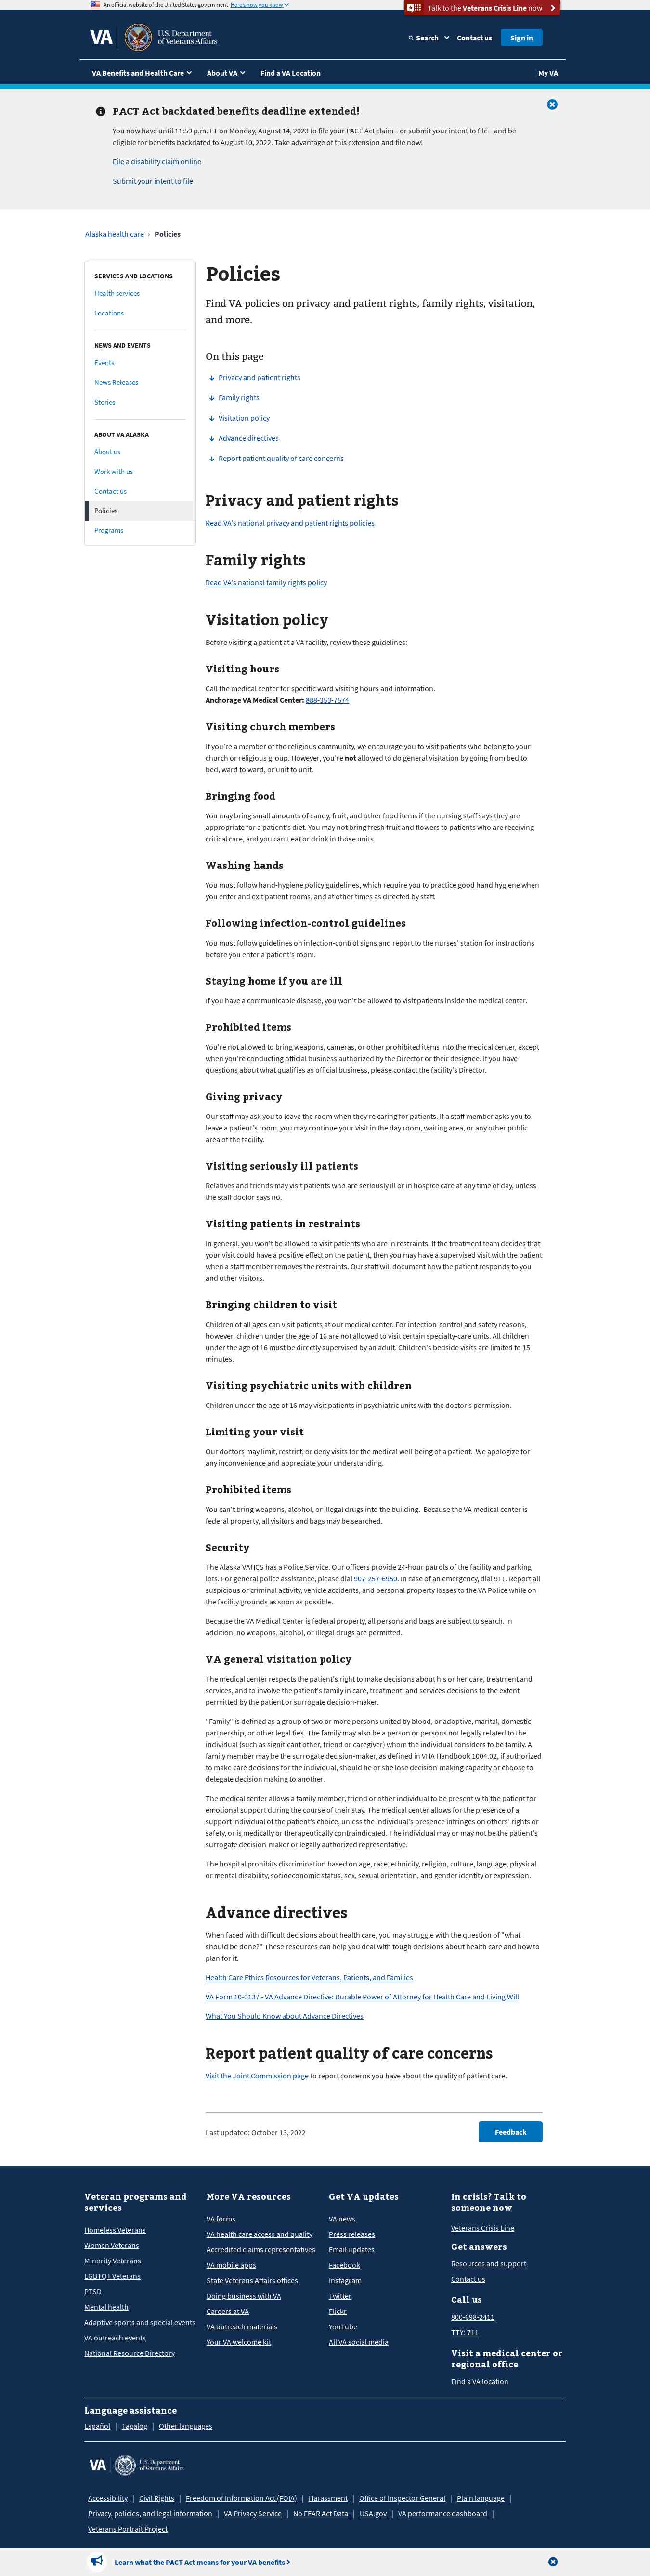 An official website of the United States government Here's how you know
Talk to the Veterans Crisis Line now
VA
U.S. Department
of Veterans Affairs
Search
Contact us
Sign in
VA Benefits and Health Care
About VA
Find a VA Location
My VA
PACT Act backdated benefits deadline extended!
You now have until 11:59 p.m. ET on Monday, August 14, 2023 to file your PACT Act claim—or submit your intent to file—and be
eligible for benefits backdated to August 10, 2022. Take advantage of this extension and file now!
File a disability claim online
Submit your intent to file
Alaska health care › Policies
SERVICES AND LOCATIONS
Health services
Locations
NEWS AND EVENTS
Events
News Releases
Stories
ABOUT VA ALASKA
About us
Work with us
Contact us
Policies
Programs
Policies
Find VA policies on privacy and patient rights, family rights, visitation,
and more.
On this page
Privacy and patient rights
Family rights
Visitation policy
Advance directives
Report patient quality of care concerns
Privacy and patient rights
Read VA's national privacy and patient rights policies
Family rights
Read VA's national family rights policy
Visitation policy
Before visiting a patient at a VA facility, review these guidelines:
Visiting hours
Call the medical center for specific ward visiting hours and information.
Anchorage VA Medical Center: 888-353-7574
Visiting church members
If you're a member of the religious community, we encourage you to visit patients who belong to your
church or religious group. However, you're not allowed to do general visitation by going from bed to
bed, ward to ward, or unit to unit.
Bringing food
You may bring small amounts of candy, fruit, and other food items if the nursing staff says they are
appropriate for a patient's diet. You may not bring fresh fruit and flowers to patients who are receiving
critical care, and you can't eat or drink in those units.
Washing hands
You must follow hand-hygiene policy guidelines, which require you to practice good hand hygiene when
you enter and exit patient rooms, and at other times as directed by staff.
Following infection-control guidelines
You must follow guidelines on infection-control signs and report to the nurses' station for instructions
before you enter a patient's room.
Staying home if you are ill
If you have a communicable disease, you won't be allowed to visit patients inside the medical center.
Prohibited items
You're not allowed to bring weapons, cameras, or other prohibited items into the medical center, except
when you're conducting official business authorized by the Director or their designee. If you have
questions about what qualifies as official business, please contact the facility's Director.
Giving privacy
Our staff may ask you to leave the room when they're caring for patients. If a staff member asks you to
leave a patient's room, you may continue your visit in the day room, waiting area, or any other public
area of the facility.
Visiting seriously ill patients
Relatives and friends may visit patients who are seriously ill or in hospice care at any time of day, unless
the staff doctor says no.
Visiting patients in restraints
In general, you won't be allowed to visit patients who are in restraints. If the treatment team decides that
your visit could have a positive effect on the patient, then you may have a supervised visit with the patient
when a staff member removes the restraints. Our staff will document how the patient responds to you
and other visitors.
Bringing children to visit
Children of all ages can visit patients at our medical center. For infection-control and safety reasons,
however, children under the age of 16 are not allowed to visit certain specialty-care units. All children
under the age of 16 must be directly supervised by an adult. Children's bedside visits are limited to 15
minutes.
Visiting psychiatric units with children
Children under the age of 16 may visit patients in psychiatric units with the doctor's permission.
Limiting your visit
Our doctors may limit, restrict, or deny visits for the medical well-being of a patient.  We apologize for
any inconvenience and appreciate your understanding.
Prohibited items
You can't bring weapons, alcohol, or illegal drugs into the building.  Because the VA medical center is
federal property, all visitors and bags may be searched.
Security
The Alaska VAHCS has a Police Service. Our officers provide 24-hour patrols of the facility and parking
lots. For general police assistance, please dial 907-257-6950. In case of an emergency, dial 911. Report all
suspicious or criminal activity, vehicle accidents, and personal property losses to the VA Police while on
the facility grounds as soon as possible.
Because the VA Medical Center is federal property, all persons and bags are subject to search. In
addition, no weapons, alcohol, or illegal drugs are permitted.
VA general visitation policy
The medical center respects the patient's right to make decisions about his or her care, treatment and
services, and to involve the patient's family in care, treatment, and services decisions to the extent
permitted by the patient or surrogate decision-maker.
"Family" is defined as a group of two or more persons united by blood, or adoptive, marital, domestic
partnership, or other legal ties. The family may also be a person or persons not legally related to the
individual (such as significant other, friend or caregiver) whom the individual considers to be family. A
family member may be the surrogate decision-maker, as defined in VHA Handbook 1004.02, if authorized
to make care decisions for the individual, should he or she lose decision-making capacity or choose to
delegate decision making to another.
The medical center allows a family member, friend or other individual to be present with the patient for
emotional support during the course of their stay. The medical center allows for the presence of a
support individual of the patient's choice, unless the individual's presence infringes on others' rights or
safety, or is medically or therapeutically contraindicated. The individual may or may not be the patient's
surrogate decision-maker or legally authorized representative.
The hospital prohibits discrimination based on age, race, ethnicity, religion, culture, language, physical
or mental disability, socioeconomic status, sex, sexual orientation, and gender identity or expression.
Advance directives
When faced with difficult decisions about health care, you may struggle with the question of "what
should be done?" These resources can help you deal with tough decisions about health care and how to
plan for it.
Health Care Ethics Resources for Veterans, Patients, and Families
VA Form 10-0137 - VA Advance Directive: Durable Power of Attorney for Health Care and Living Will
What You Should Know about Advance Directives
Report patient quality of care concerns
Visit the Joint Commission page to report concerns you have about the quality of patient care.
Last updated: October 13, 2022
Feedback
Veteran programs and
services
Homeless Veterans
Women Veterans
Minority Veterans
LGBTQ+ Veterans
PTSD
Mental health
Adaptive sports and special events
VA outreach events
National Resource Directory
More VA resources
VA forms
VA health care access and quality
Accredited claims representatives
VA mobile apps
State Veterans Affairs offices
Doing business with VA
Careers at VA
VA outreach materials
Your VA welcome kit
Get VA updates
VA news
Press releases
Email updates
Facebook
Instagram
Twitter
Flickr
YouTube
All VA social media
In crisis? Talk to
someone now
Veterans Crisis Line
Get answers
Resources and support
Contact us
Call us
800-698-2411
TTY: 711
Visit a medical center or
regional office
Find a VA location
Language assistance
Español | Tagalog | Other languages
VA
U.S. Department
of Veterans Affairs
Accessibility | Civil Rights | Freedom of Information Act (FOIA) | Harassment | Office of Inspector General | Plain language |
Privacy, policies, and legal information | VA Privacy Service | No FEAR Act Data | USA.gov | VA performance dashboard |
Veterans Portrait Project
Learn what the PACT Act means for your VA benefits